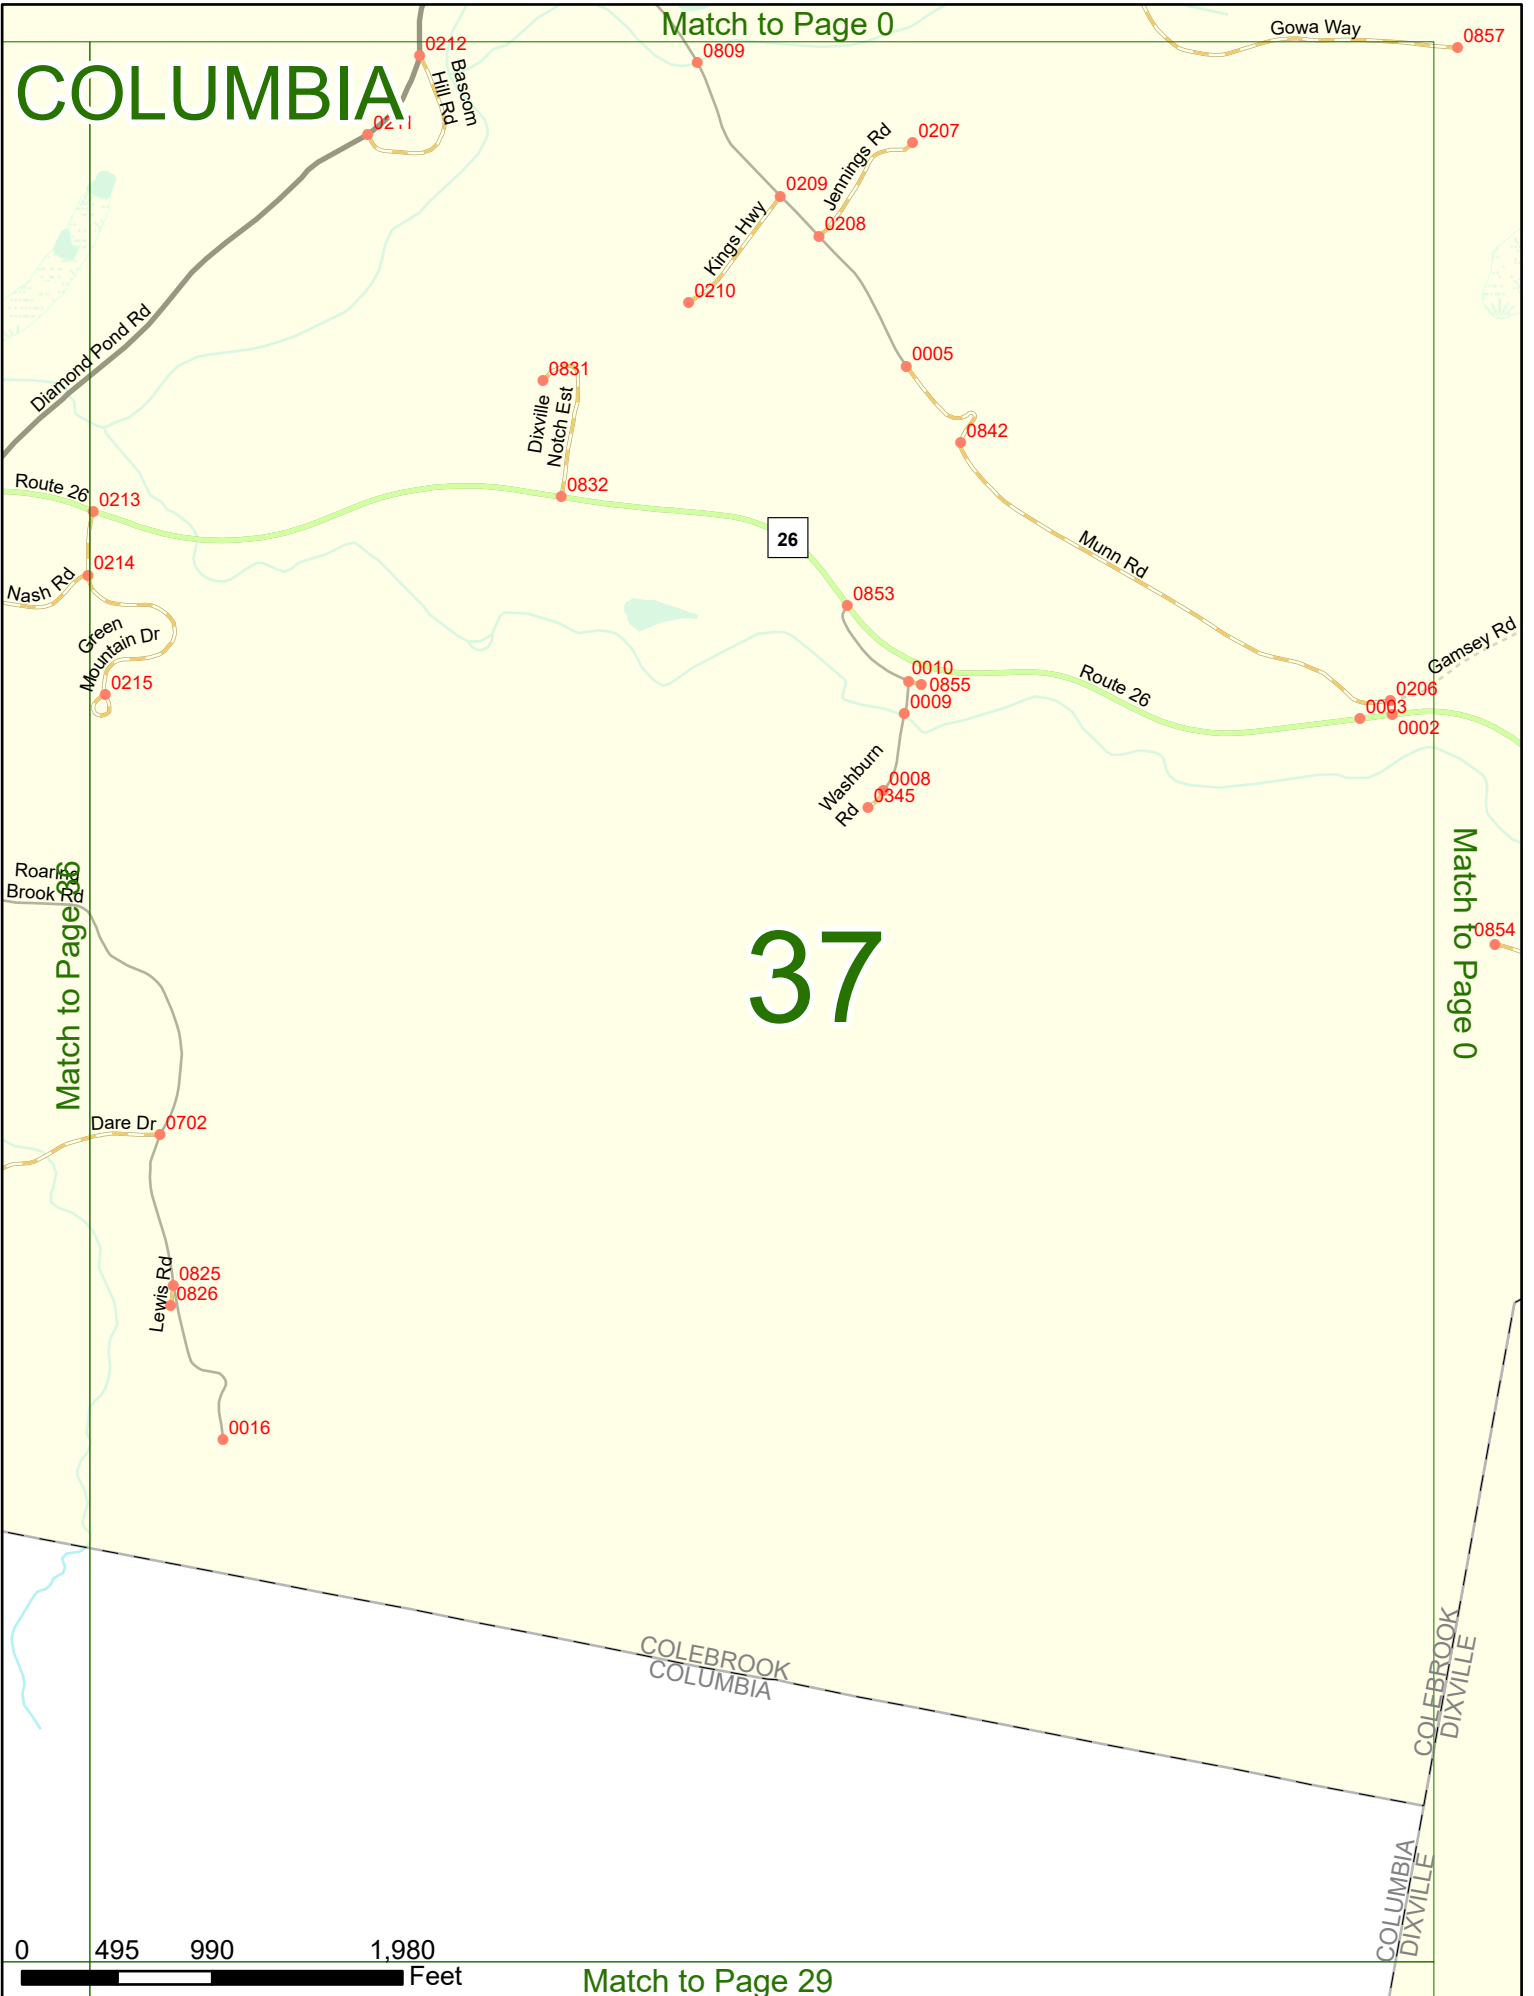 Match to Page 0
Gowa Way
0857
0212
0809
COLUMBIA
Bascom
Hill Rd
0211
Jennings Rd
0207
0209
0208
Kings Hwy
0210
Diamond Pond Rd
0005
0831
Dixville
Notch Est
0842
Route 26
0213
0832
26
Munn Rd
0214
Nash Rd
0853
Green
Mountain Dr
0215
Gamsey Rd
0010
0855
Route 26
0206
0003
0002
0009
Washburn
Rd
0008
0345
Roaring
Brook Rd
Match to Page 36
Match to Page 0
0854
37
Dare Dr
0702
Lewis Rd
0825
0826
0016
COLEBROOK
COLUMBIA
COLEBROOK
DIXVILLE
COLUMBIA
DIXVILLE
0 495 990 1,980
Feet
Match to Page 29